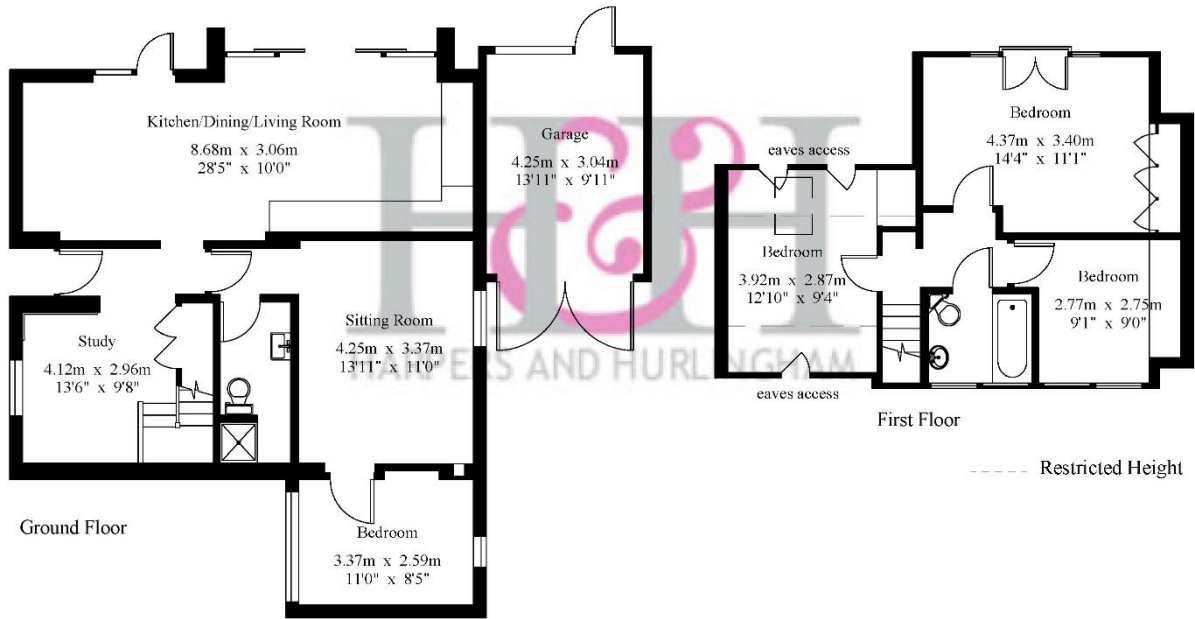 Kitchen/Dining/Living Room
8.68m x 3.06m
28'5" x 10'0"
Garage
4.25m x 3.04m
13'11" x 9'11"
Study
4.12m x 2.96m
13'6" x 9'8"
Sitting Room
4.25m x 3.37m
13'11" x 11'0"
Bedroom
3.37m x 2.59m
11'0" x 8'5"
Ground Floor
eaves access
Bedroom
4.37m x 3.40m
14'4" x 11'1"
Bedroom
3.92m x 2.87m
12'10" x 9'4"
Bedroom
2.77m x 2.75m
9'1" x 9'0"
eaves access
First Floor
Restricted Height
H&H
HARPERS AND HURLINGHAM